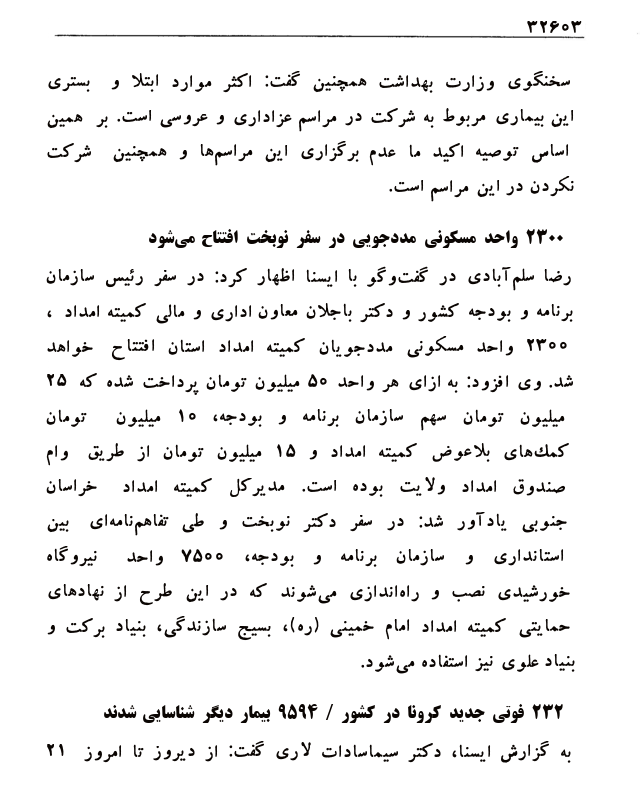 ۳۲۶۰۳
سخنگوی وزارت بهداشت همچنین گفت: اکثر موارد ابتلا و بستری
این بیماری مربوط به شرکت در مراسم عزاداری و عروسی است. بر همین
اساس توصیه اکید ما عدم برگزاری این مراسم‌ها و همچنین شرکت
نکردن در این مراسم است.
۲۳۰۰ واحد مسکونی مددجویی در سفر نوبخت افتتاح می‌شود
رضا سلم‌آبادی در گفت‌وگو با ایسنا اظهار کرد: در سفر رئیس سازمان
برنامه و بودجه کشور و دکتر باجلان معاون اداری و مالی کمیته امداد ،
۲۳۰۰ واحد مسکونی مددجویان کمیته امداد استان افتتاح خواهد
شد. وی افزود: به ازای هر واحد ۵۰ میلیون تومان پرداخت شده که ۲۵
میلیون تومان سهم سازمان برنامه و بودجه، ۱۰ میلیون تومان
کمك‌های بلاعوض کمیته امداد و ۱۵ میلیون تومان از طریق وام
صندوق امداد ولایت بوده است. مدیرکل کمیته امداد خراسان
جنوبی یادآور شد: در سفر دکتر نوبخت و طی تفاهم‌نامه‌ای بین
استانداری و سازمان برنامه و بودجه، ۷۵۰۰ واحد نیروگاه
خورشیدی نصب و راه‌اندازی می‌شوند که در این طرح از نهادهای
حمایتی کمیته امداد امام خمینی (ره)، بسیج سازندگی، بنیاد برکت و
بنیاد علوی نیز استفاده می‌شود.
۲۳۲ فوتی جدید کرونا در کشور / ۹۵۹۴ بیمار دیگر شناسایی شدند
به گزارش ایسنا، دکتر سیماسادات لاری گفت: از دیروز تا امروز ۲۱